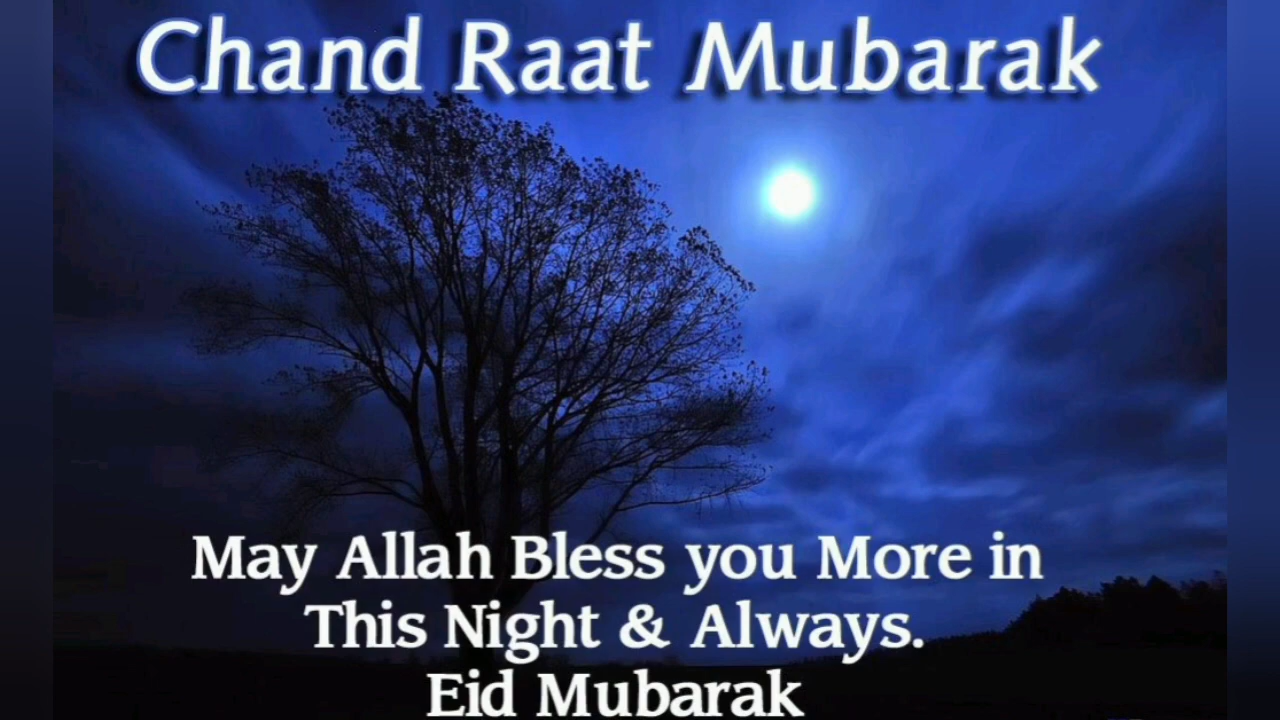 Chand Raat Mubarak
May Allah Bless you More in
This Night & Always.
Eid Mubarak